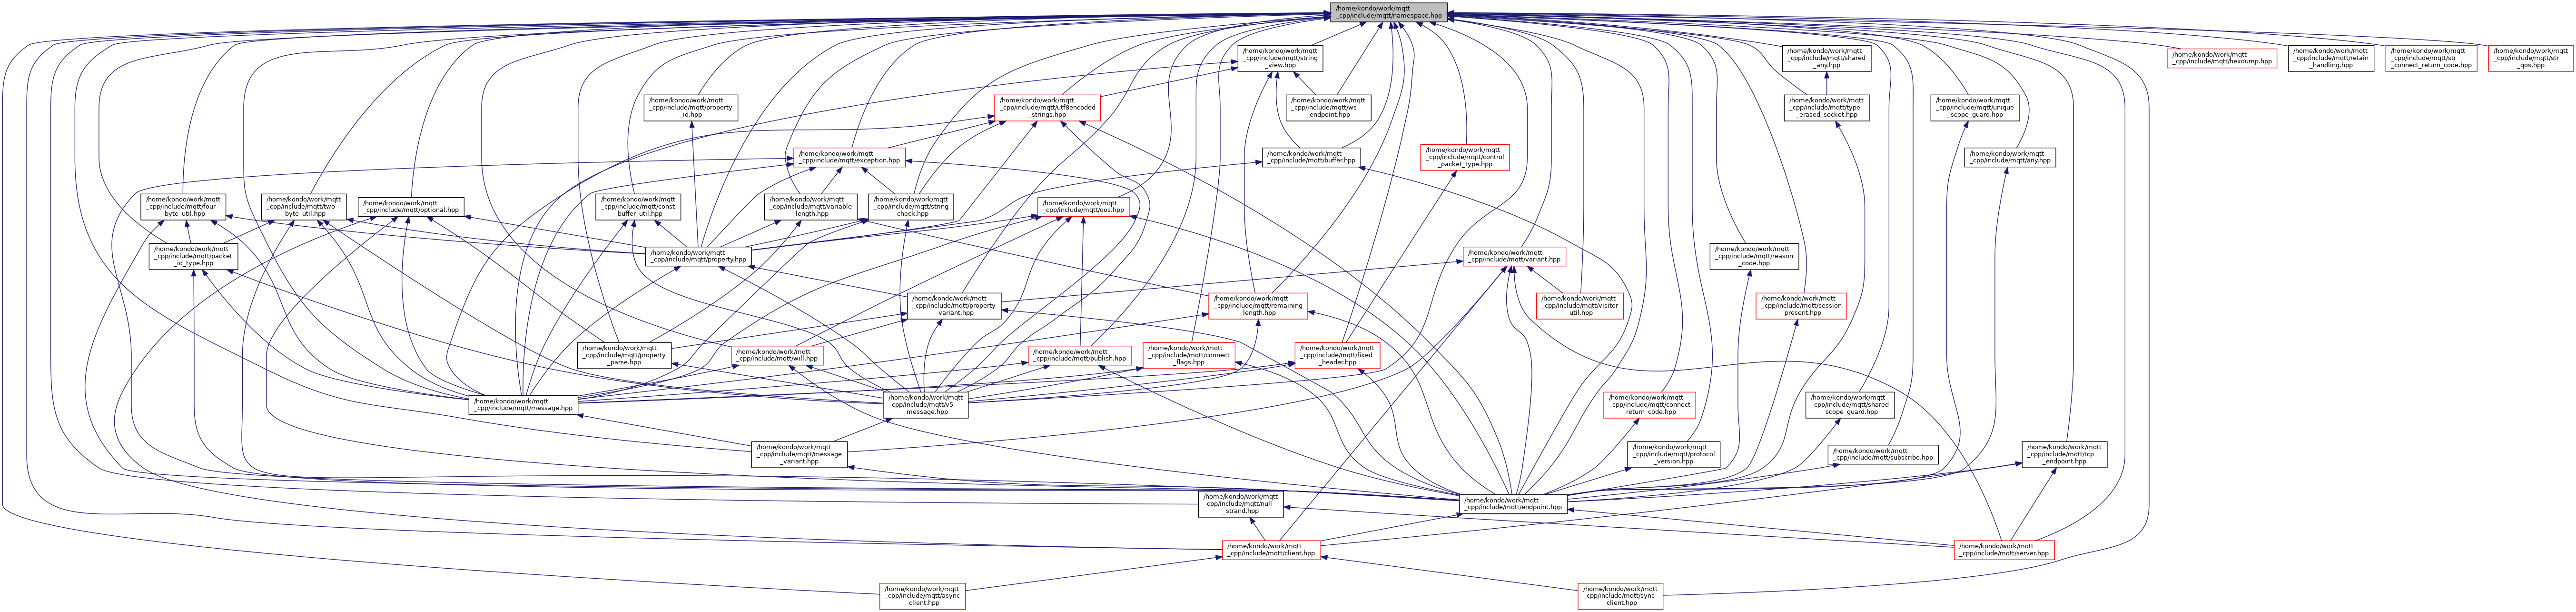 /home/kondo/work/mqtt
_cpp/include/mqtt/namespace.hpp
/home/kondo/work/mqtt
_cpp/include/mqtt/string
_view.hpp
/home/kondo/work/mqtt
_cpp/include/mqtt/shared
_any.hpp
/home/kondo/work/mqtt
_cpp/include/mqtt/hexdump.hpp
/home/kondo/work/mqtt
_cpp/include/mqtt/retain
_handling.hpp
/home/kondo/work/mqtt
_cpp/include/mqtt/str
_connect_return_code.hpp
/home/kondo/work/mqtt
_cpp/include/mqtt/str
_qos.hpp
/home/kondo/work/mqtt
_cpp/include/mqtt/property
_id.hpp
/home/kondo/work/mqtt
_cpp/include/mqtt/utf8encoded
_strings.hpp
/home/kondo/work/mqtt
_cpp/include/mqtt/ws
_endpoint.hpp
/home/kondo/work/mqtt
_cpp/include/mqtt/type
_erased_socket.hpp
/home/kondo/work/mqtt
_cpp/include/mqtt/unique
_scope_guard.hpp
/home/kondo/work/mqtt
_cpp/include/mqtt/exception.hpp
/home/kondo/work/mqtt
_cpp/include/mqtt/buffer.hpp
/home/kondo/work/mqtt
_cpp/include/mqtt/control
_packet_type.hpp
/home/kondo/work/mqtt
_cpp/include/mqtt/any.hpp
/home/kondo/work/mqtt
_cpp/include/mqtt/four
_byte_util.hpp
/home/kondo/work/mqtt
_cpp/include/mqtt/two
_byte_util.hpp
/home/kondo/work/mqtt
_cpp/include/mqtt/optional.hpp
/home/kondo/work/mqtt
_cpp/include/mqtt/const
_buffer_util.hpp
/home/kondo/work/mqtt
_cpp/include/mqtt/variable
_length.hpp
/home/kondo/work/mqtt
_cpp/include/mqtt/string
_check.hpp
/home/kondo/work/mqtt
_cpp/include/mqtt/qos.hpp
/home/kondo/work/mqtt
_cpp/include/mqtt/packet
_id_type.hpp
/home/kondo/work/mqtt
_cpp/include/mqtt/property.hpp
/home/kondo/work/mqtt
_cpp/include/mqtt/variant.hpp
/home/kondo/work/mqtt
_cpp/include/mqtt/reason
_code.hpp
/home/kondo/work/mqtt
_cpp/include/mqtt/property
_variant.hpp
/home/kondo/work/mqtt
_cpp/include/mqtt/remaining
_length.hpp
/home/kondo/work/mqtt
_cpp/include/mqtt/visitor
_util.hpp
/home/kondo/work/mqtt
_cpp/include/mqtt/session
_present.hpp
/home/kondo/work/mqtt
_cpp/include/mqtt/property
_parse.hpp
/home/kondo/work/mqtt
_cpp/include/mqtt/will.hpp
/home/kondo/work/mqtt
_cpp/include/mqtt/publish.hpp
/home/kondo/work/mqtt
_cpp/include/mqtt/connect
_flags.hpp
/home/kondo/work/mqtt
_cpp/include/mqtt/fixed
_header.hpp
/home/kondo/work/mqtt
_cpp/include/mqtt/message.hpp
/home/kondo/work/mqtt
_cpp/include/mqtt/v5
_message.hpp
/home/kondo/work/mqtt
_cpp/include/mqtt/connect
_return_code.hpp
/home/kondo/work/mqtt
_cpp/include/mqtt/shared
_scope_guard.hpp
/home/kondo/work/mqtt
_cpp/include/mqtt/message
_variant.hpp
/home/kondo/work/mqtt
_cpp/include/mqtt/protocol
_version.hpp
/home/kondo/work/mqtt
_cpp/include/mqtt/subscribe.hpp
/home/kondo/work/mqtt
_cpp/include/mqtt/tcp
_endpoint.hpp
/home/kondo/work/mqtt
_cpp/include/mqtt/null
_strand.hpp
/home/kondo/work/mqtt
_cpp/include/mqtt/endpoint.hpp
/home/kondo/work/mqtt
_cpp/include/mqtt/client.hpp
/home/kondo/work/mqtt
_cpp/include/mqtt/server.hpp
/home/kondo/work/mqtt
_cpp/include/mqtt/async
_client.hpp
/home/kondo/work/mqtt
_cpp/include/mqtt/sync
_client.hpp